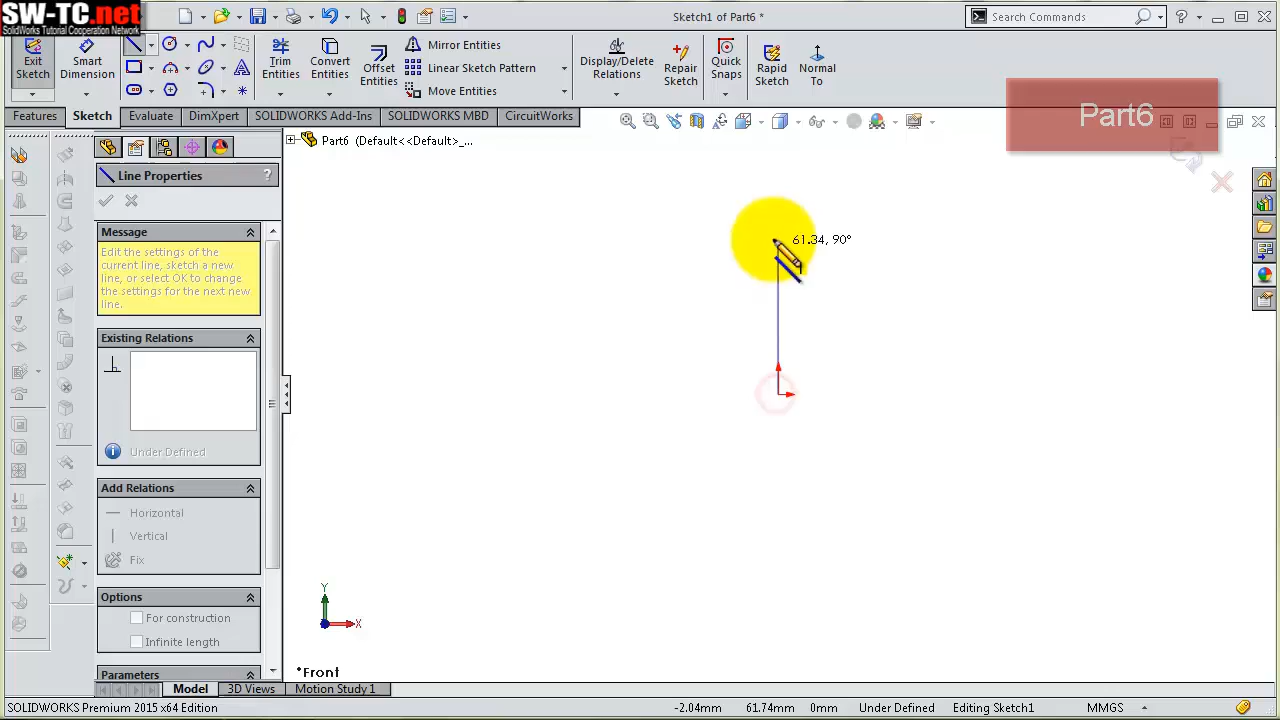 SW-TC.net
SolidWorks Tutorial Cooperation Network
Sketch1 of Part6
Search Commands
Exit Sketch
Smart Dimension
Trim Entities
Convert Entities
Offset Entities
Mirror Entities
Linear Sketch Pattern
Move Entities
Display/Delete Relations
Repair Sketch
Quick Snaps
Rapid Sketch
Normal To
Part6
Features
Sketch
Evaluate
DimXpert
SOLIDWORKS Add-Ins
SOLIDWORKS MBD
CircuitWorks
Part6 (Default<<Default>_...
Line Properties
?
Message
Edit the settings of the
current line, sketch a new
line, or select OK to change
the settings for the next new
line.
61.34, 90°
Existing Relations
Under Defined
Add Relations
Horizontal
Vertical
Fix
Options
For construction
Infinite length
Parameters
Y
X
*Front
Model
3D Views
Motion Study 1
SOLIDWORKS Premium 2015 x64 Edition
-2.04mm
61.74mm
0mm
Under Defined
Editing Sketch1
MMGS